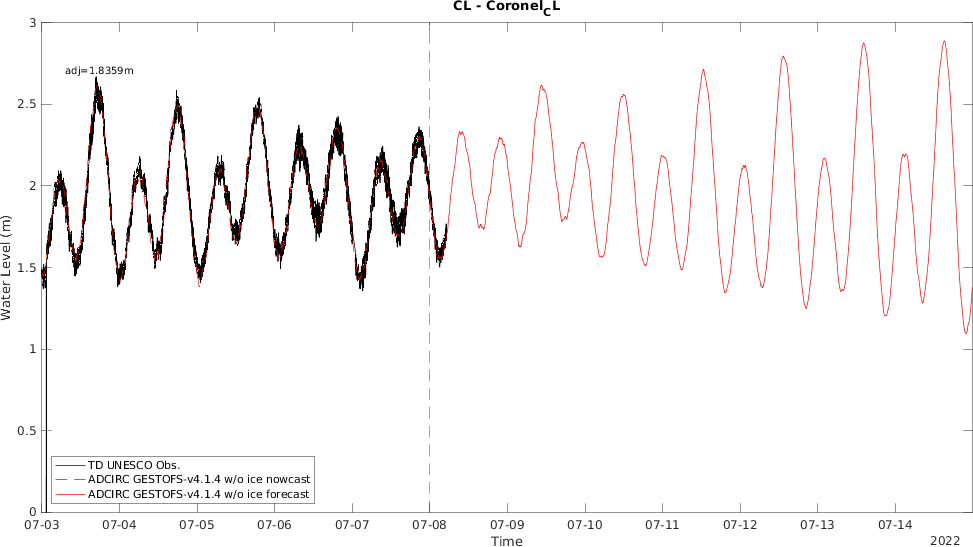 CL - Coronel_CL
adj=1.8359m
3
2.5
2
1.5
1
0.5
0
Water Level (m)
TD UNESCO Obs.
ADCIRC GESTOFS-v4.1.4 w/o ice nowcast
ADCIRC GESTOFS-v4.1.4 w/o ice forecast
07-03 07-04 07-05 07-06 07-07 07-08 07-09 07-10 07-11 07-12 07-13 07-14
Time
2022